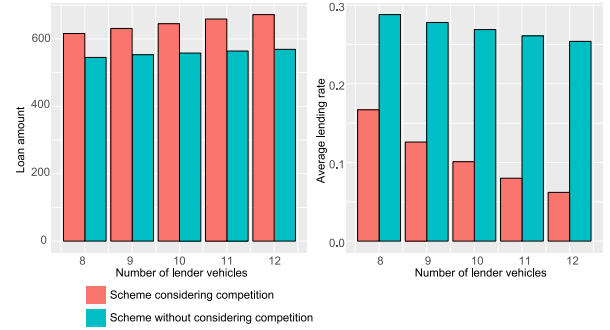 Loan amount
600
400
200
0
8 9 10 11 12
Number of lender vehicles
Average lending rate
0.3
0.2
0.1
0.0
8 9 10 11 12
Number of lender vehicles
Scheme considering competition
Scheme without considering competition